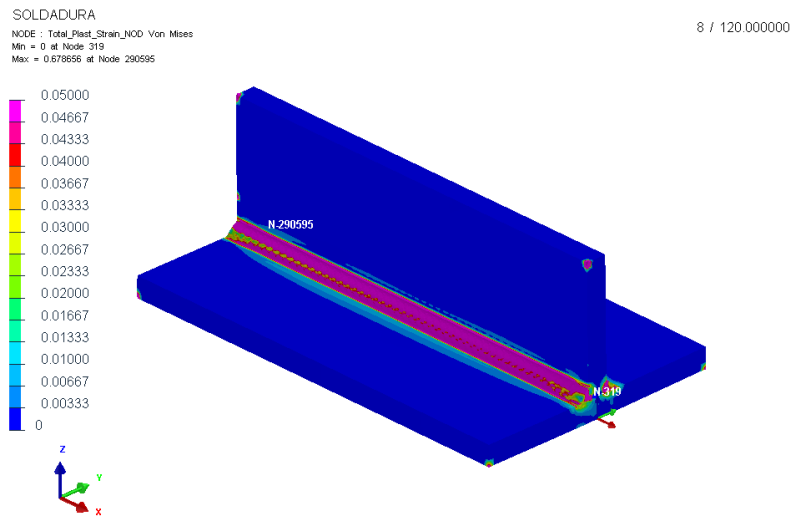 SOLDADURA
NODE : Total_Plast_Strain_NOD Von Mises
Min = 0 at Node 319
Max = 0.678656 at Node 290595
8 / 120.000000
0.05000
0.04667
0.04333
0.04000
0.03667
0.03333
0.03000
0.02667
0.02333
0.02000
0.01667
0.01333
0.01000
0.00667
0.00333
0
N-290595
N-319
Z
Y
X